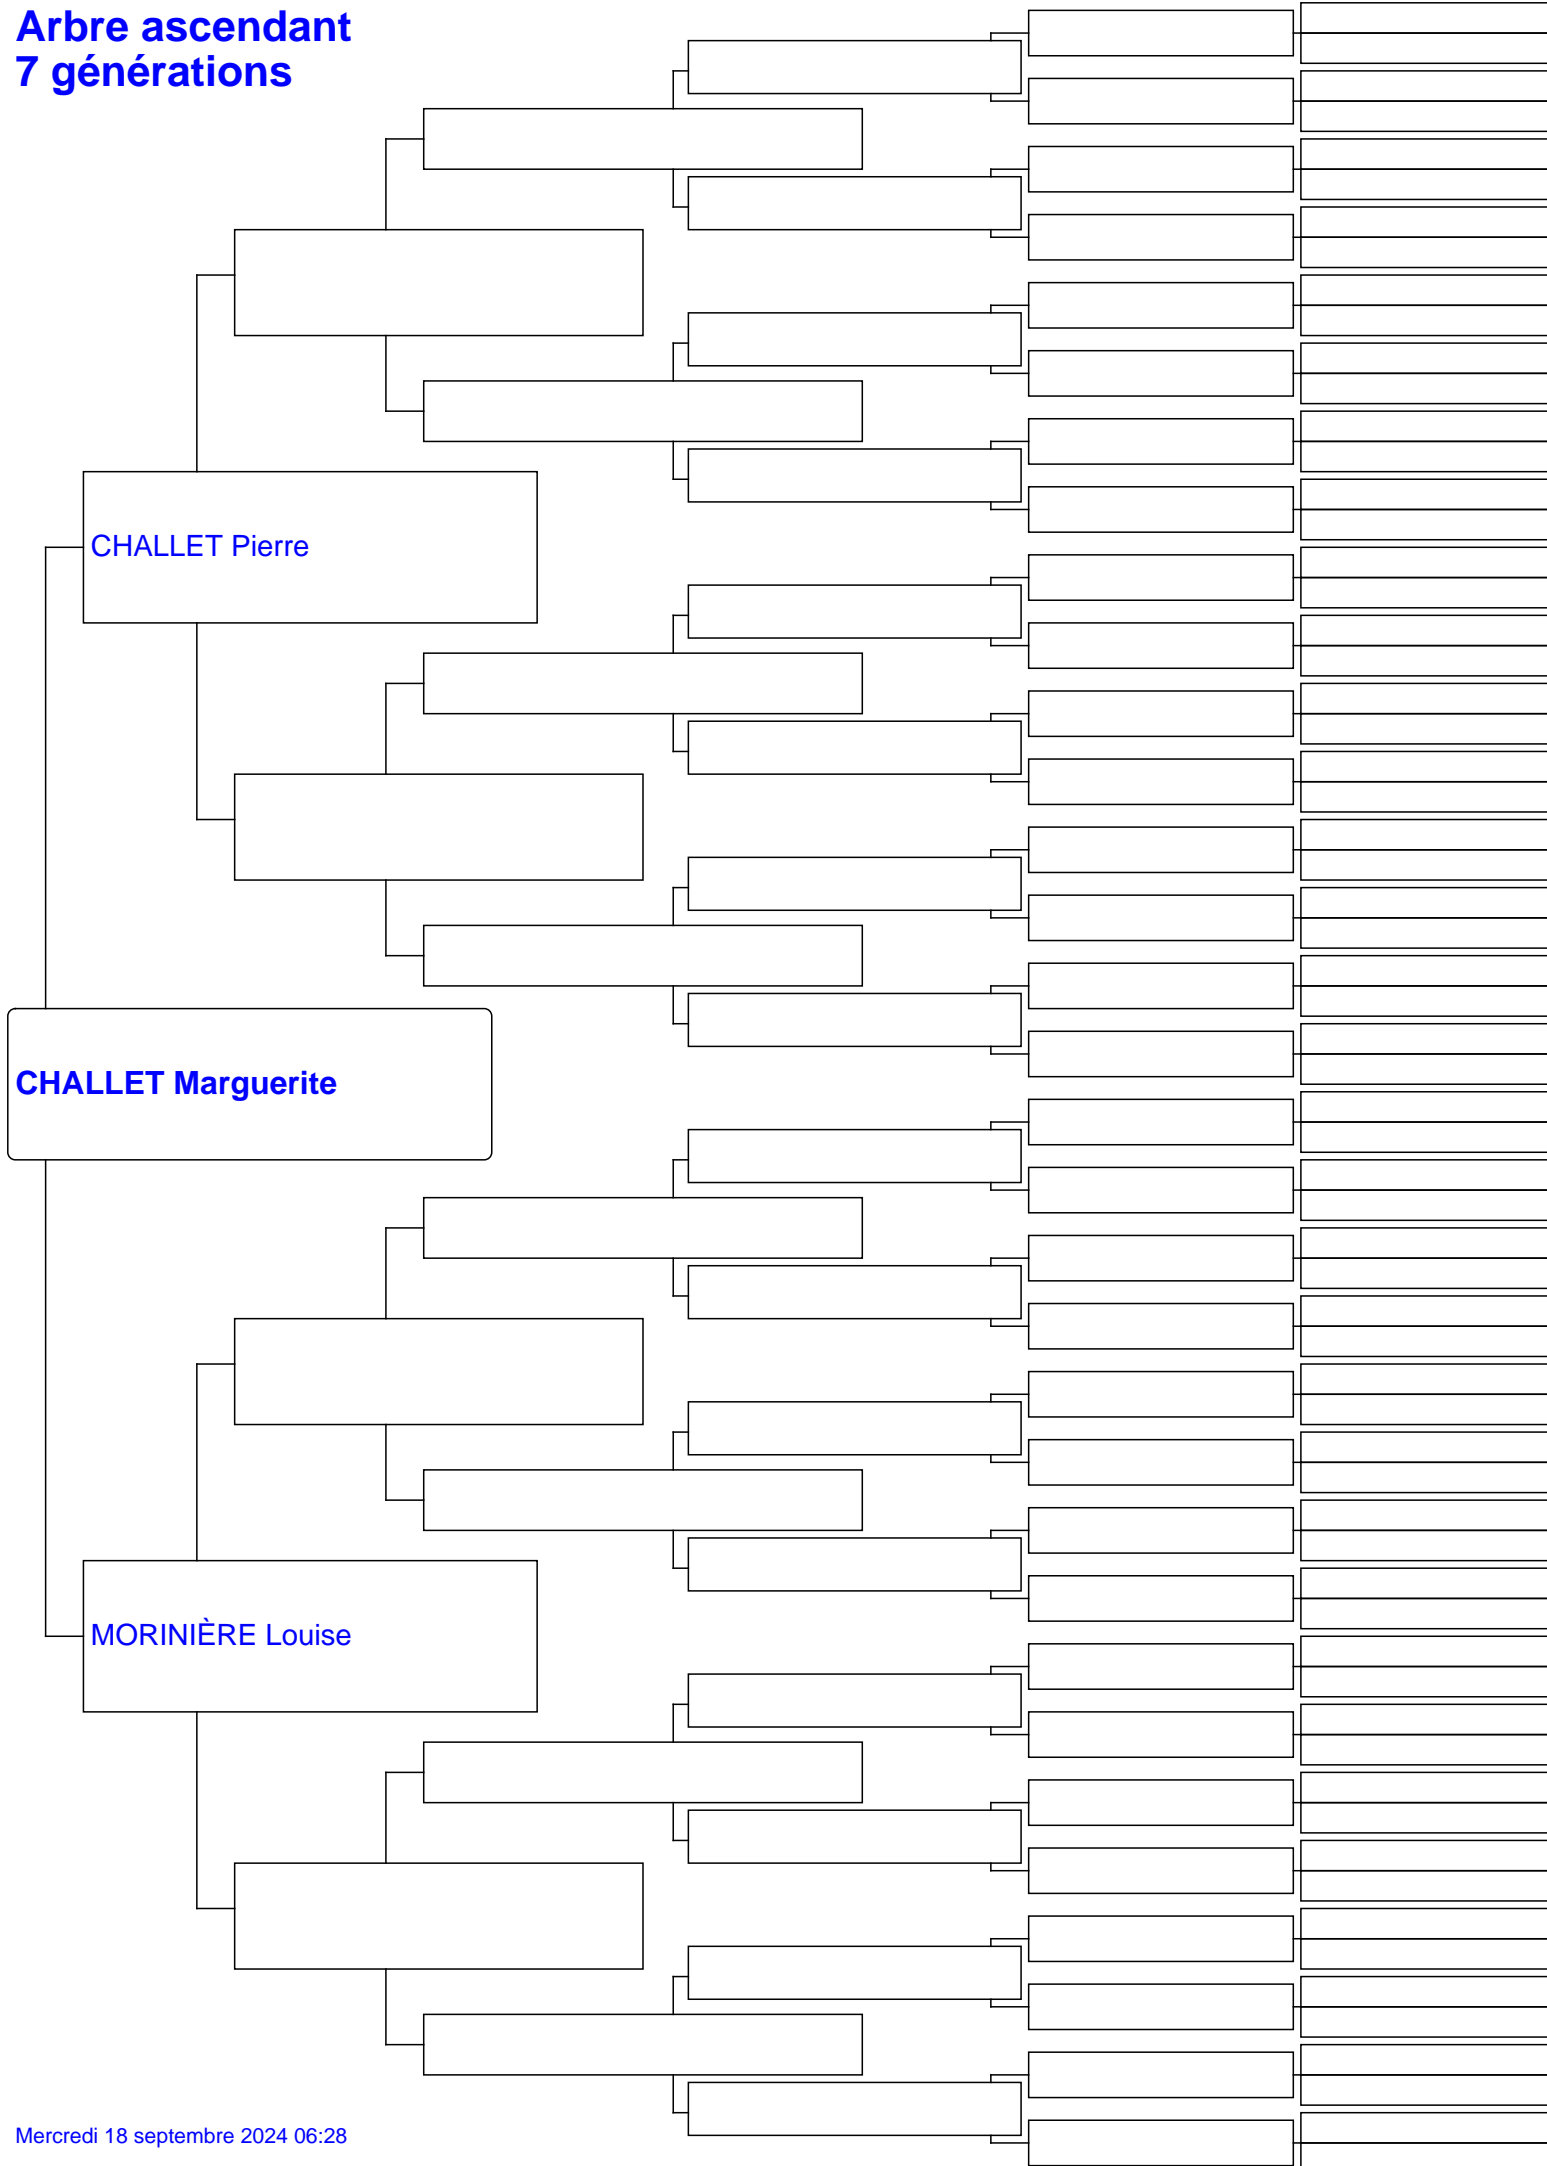 Arbre ascendant
7 générations
CHALLET Pierre
CHALLET Marguerite
MORINIÈRE Louise
Mercredi 18 septembre 2024 06:28